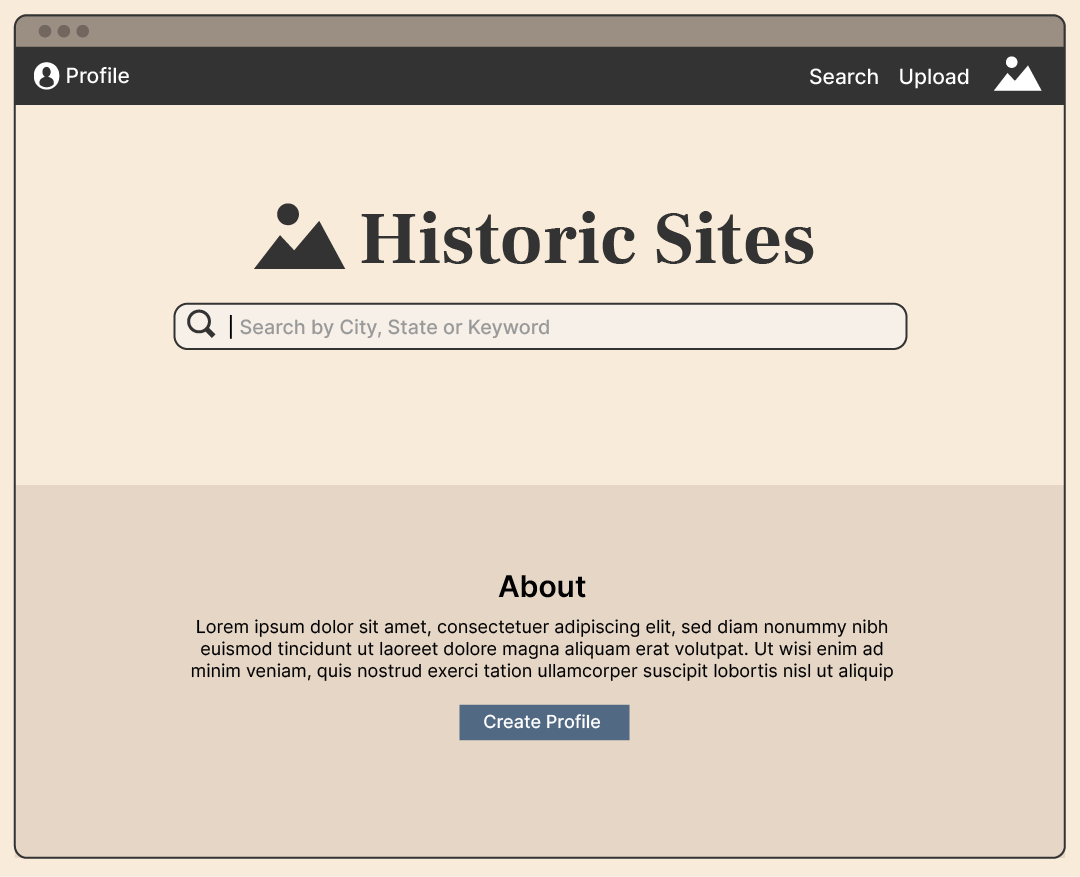 Profile
Search Upload
Historic Sites
Search by City, State or Keyword
About
Lorem ipsum dolor sit amet, consectetuer adipiscing elit, sed diam nonummy nibh
euismod tincidunt ut laoreet dolore magna aliquam erat volutpat. Ut wisi enim ad
minim veniam, quis nostrud exerci tation ullamcorper suscipit lobortis nisl ut aliquip
Create Profile